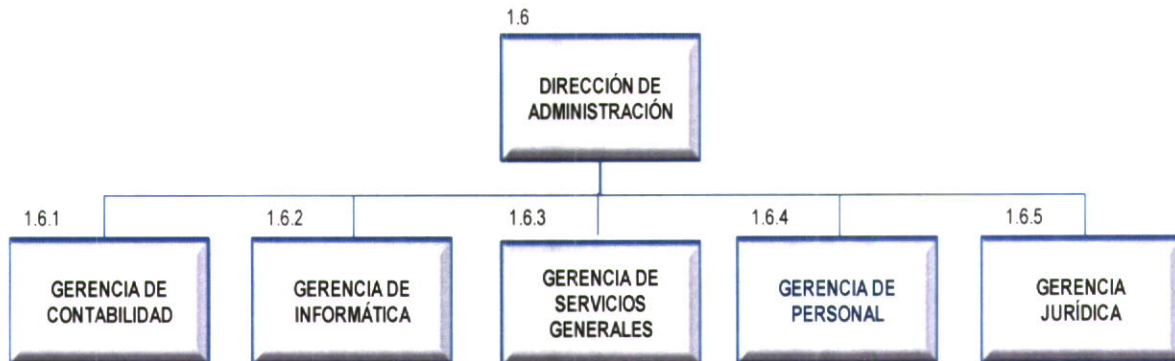 1.6
DIRECCIÓN DE
ADMINISTRACIÓN
1.6.1
1.6.2
1.6.3
1.6.4
1.6.5
GERENCIA DE
CONTABILIDAD
GERENCIA DE
INFORMÁTICA
GERENCIA DE
SERVICIOS
GENERALES
GERENCIA DE
PERSONAL
GERENCIA
JURÍDICA